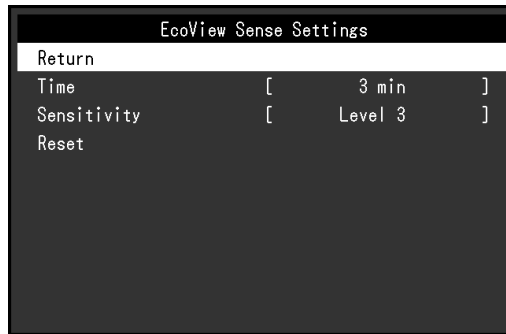 EcoView Sense Settings
Return
Time [ 3 min ]
Sensitivity [ Level 3 ]
Reset